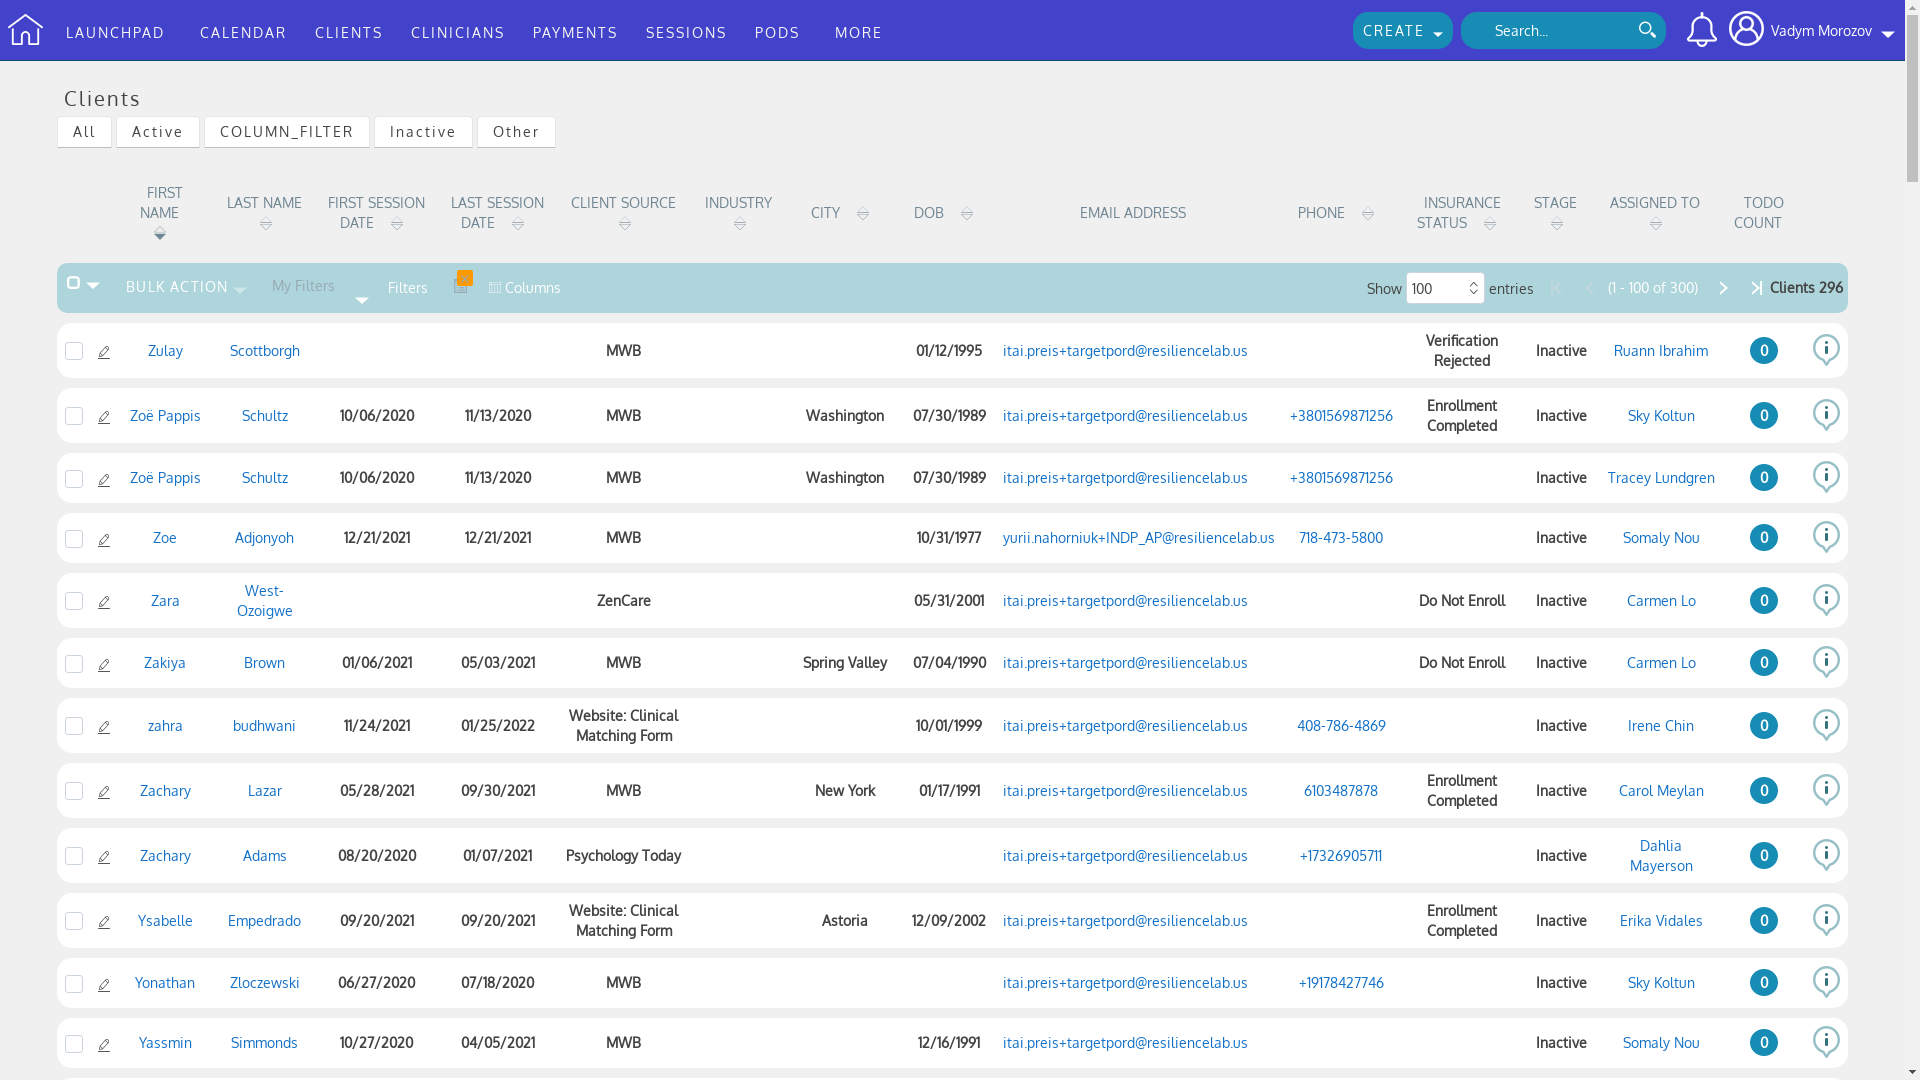 LAUNCHPAD CALENDAR CLIENTS CLINICIANS PAYMENTS SESSIONS PODS MORE CREATE Search... Vadym Morozov
Clients
All Active COLUMN_FILTER Inactive Other
FIRST NAME LAST NAME FIRST SESSION DATE LAST SESSION DATE CLIENT SOURCE INDUSTRY CITY DOB EMAIL ADDRESS PHONE INSURANCE STATUS STAGE ASSIGNED TO TODO COUNT
BULK ACTION My Filters Filters Columns Show 100 entries (1 - 100 of 300) Clients 296
Zulay Scottborgh MWB 01/12/1995 itai.preis+targetpord@resiliencelab.us Verification Rejected Inactive Ruann Ibrahim 0
Zoë Pappis Schultz 10/06/2020 11/13/2020 MWB Washington 07/30/1989 itai.preis+targetpord@resiliencelab.us +3801569871256 Enrollment Completed Inactive Sky Koltun 0
Zoë Pappis Schultz 10/06/2020 11/13/2020 MWB Washington 07/30/1989 itai.preis+targetpord@resiliencelab.us +3801569871256 Inactive Tracey Lundgren 0
Zoe Adjonyoh 12/21/2021 12/21/2021 MWB 10/31/1977 yurii.nahorniuk+INDP_AP@resiliencelab.us 718-473-5800 Inactive Somaly Nou 0
Zara West-Ozoigwe ZenCare 05/31/2001 itai.preis+targetpord@resiliencelab.us Do Not Enroll Inactive Carmen Lo 0
Zakiya Brown 01/06/2021 05/03/2021 MWB Spring Valley 07/04/1990 itai.preis+targetpord@resiliencelab.us Do Not Enroll Inactive Carmen Lo 0
zahra budhwani 11/24/2021 01/25/2022 Website: Clinical Matching Form 10/01/1999 itai.preis+targetpord@resiliencelab.us 408-786-4869 Inactive Irene Chin 0
Zachary Lazar 05/28/2021 09/30/2021 MWB New York 01/17/1991 itai.preis+targetpord@resiliencelab.us 6103487878 Enrollment Completed Inactive Carol Meylan 0
Zachary Adams 08/20/2020 01/07/2021 Psychology Today itai.preis+targetpord@resiliencelab.us +17326905711 Inactive Dahlia Mayerson 0
Ysabelle Empedrado 09/20/2021 09/20/2021 Website: Clinical Matching Form Astoria 12/09/2002 itai.preis+targetpord@resiliencelab.us Enrollment Completed Inactive Erika Vidales 0
Yonathan Zloczewski 06/27/2020 07/18/2020 MWB itai.preis+targetpord@resiliencelab.us +19178427746 Inactive Sky Koltun 0
Yassmin Simmonds 10/27/2020 04/05/2021 MWB 12/16/1991 itai.preis+targetpord@resiliencelab.us Inactive Somaly Nou 0